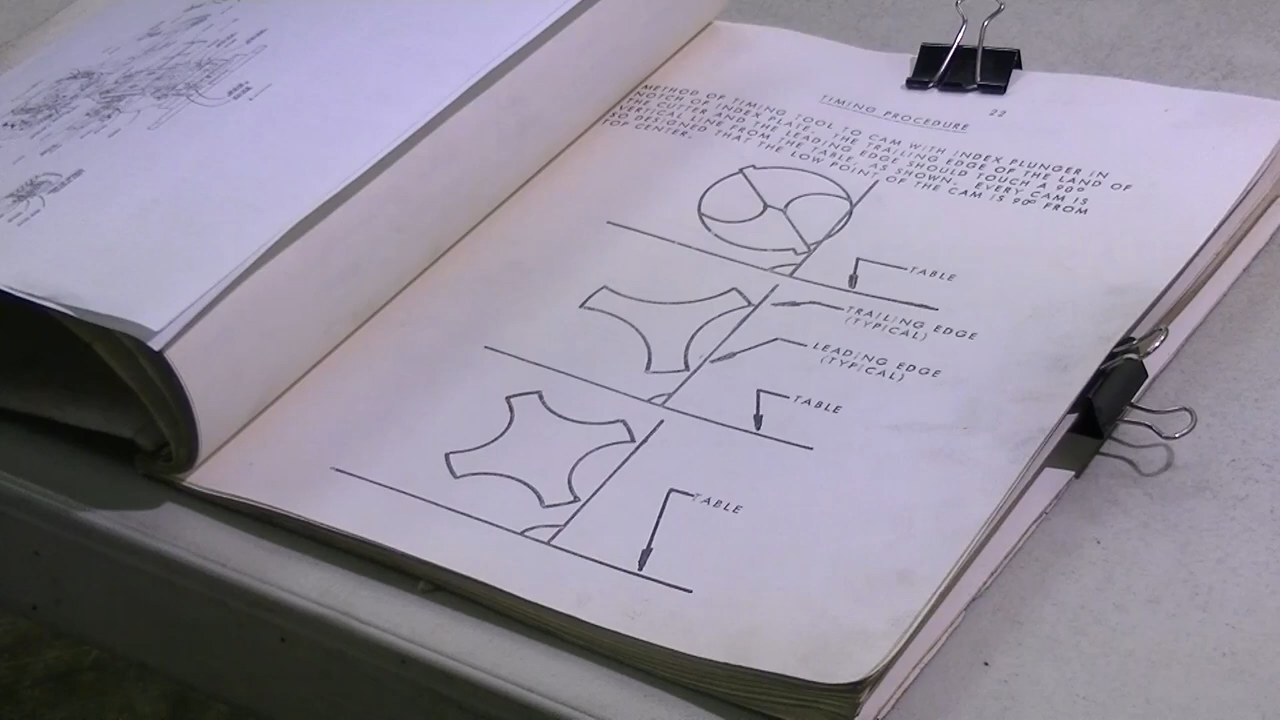 TIMING PROCEDURE
22
METHOD OF TIMING TOOL TO CAM WITH INDEX PLUNGER IN
NOTCH OF INDEX PLATE. THE TRAILING EDGE OF THE LAND OF
THE CUTTER AND THE LEADING EDGE SHOULD TOUCH A 90°
VERTICAL LINE FROM THE TABLE, AS SHOWN. EVERY CAM IS
SO DESIGNED THAT THE LOW POINT OF THE CAM IS 90° FROM
TOP CENTER.
TABLE
TRAILING EDGE
(TYPICAL)
LEADING EDGE
(TYPICAL)
TABLE
TABLE